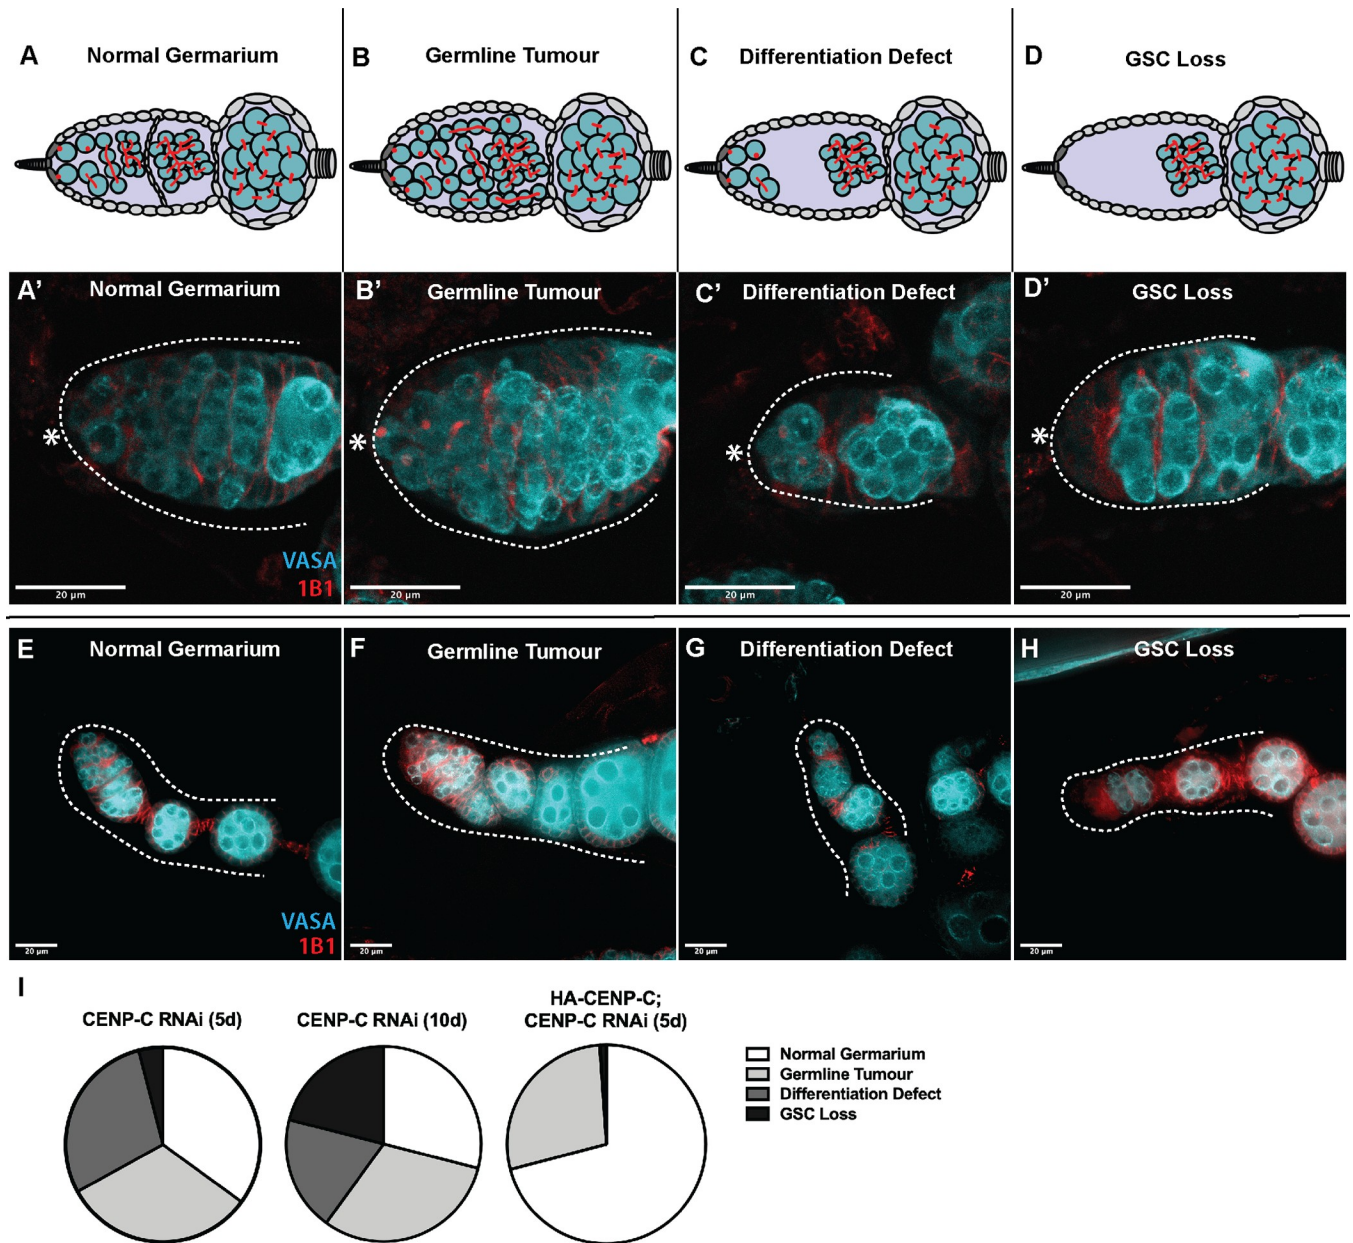 A Normal Germarium
B Germline Tumour
C Differentiation Defect
D GSC Loss
A' Normal Germarium
B' Germline Tumour
C' Differentiation Defect
D' GSC Loss
*
*
*
*
VASA
1B1
20 µm
20 µm
20 µm
20 µm
E Normal Germarium
F Germline Tumour
G Differentiation Defect
H GSC Loss
VASA
1B1
20 µm
20 µm
20 µm
20 µm
I
CENP-C RNAi (5d)
CENP-C RNAi (10d)
HA-CENP-C;
CENP-C RNAi (5d)
Normal Germarium
Germline Tumour
Differentiation Defect
GSC Loss